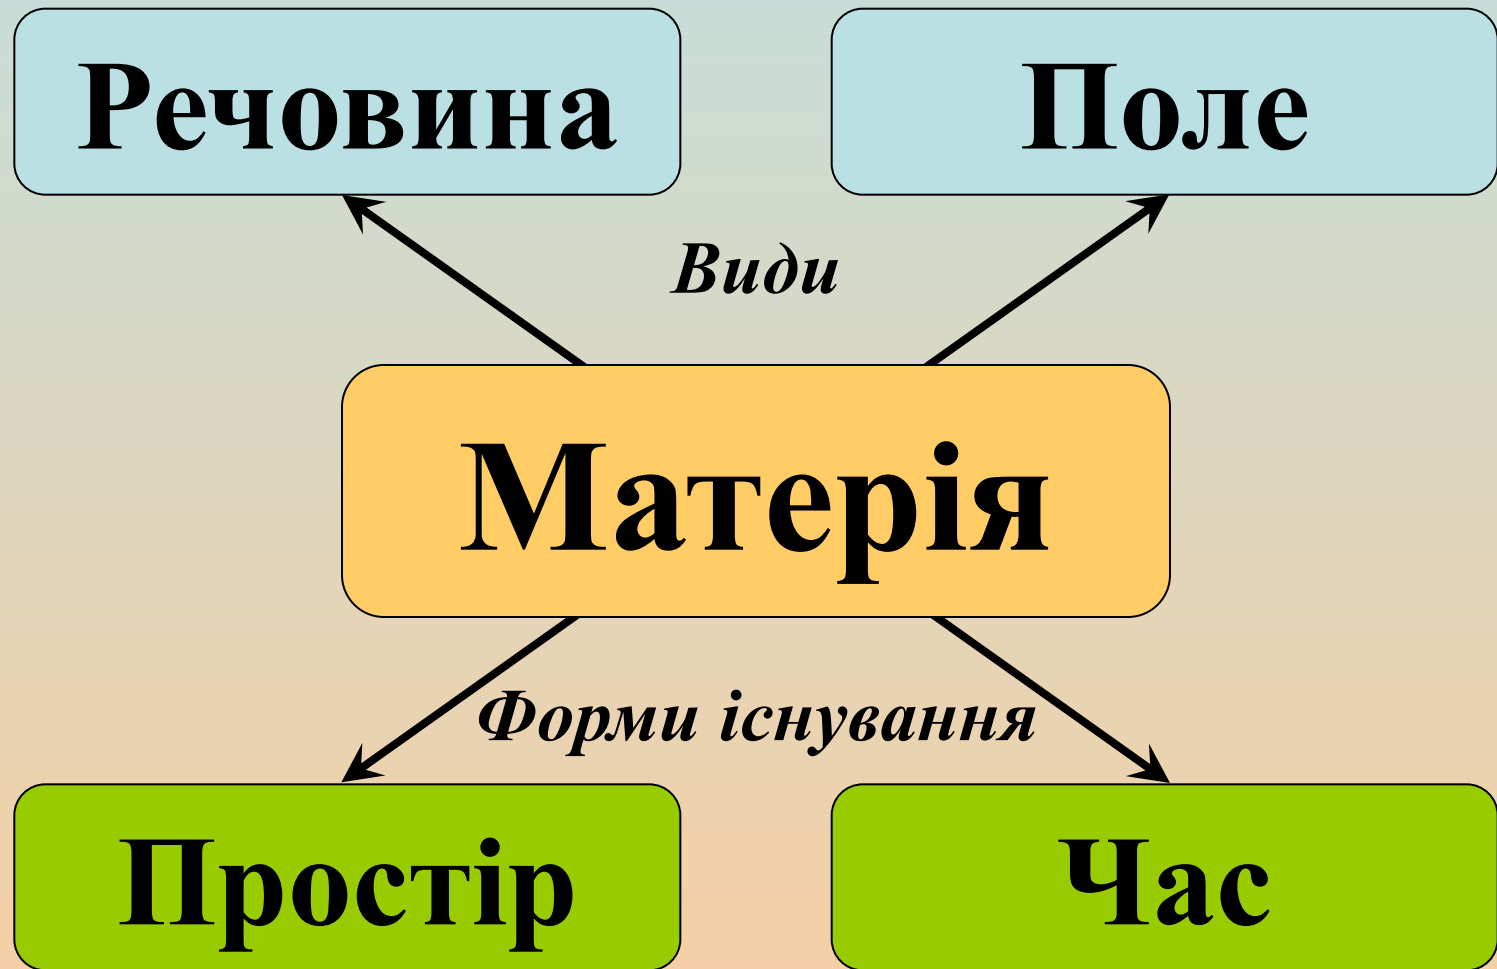 Речовина
Поле
Види
Матерія
Форми існування
Простір
Час